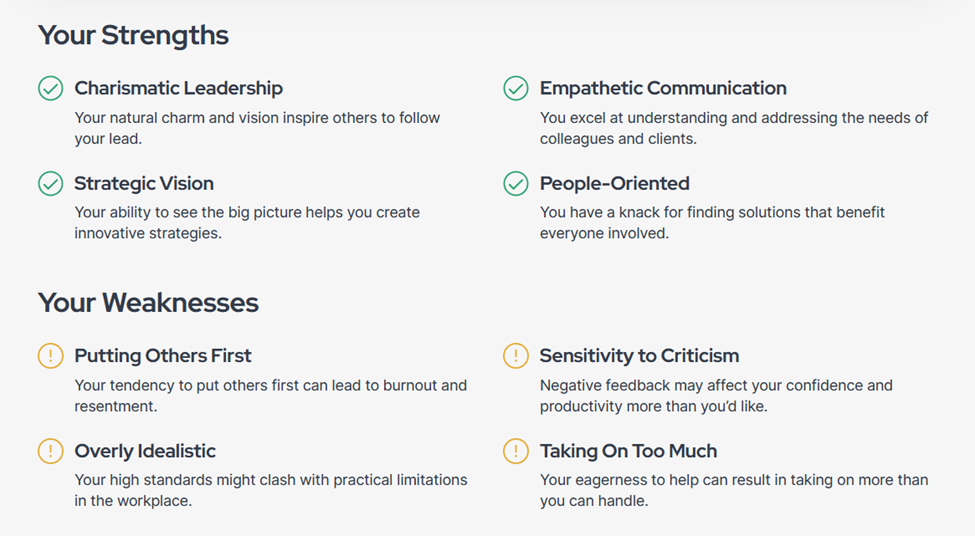 Your Strengths
Charismatic Leadership
Your natural charm and vision inspire others to follow
your lead.
Empathetic Communication
You excel at understanding and addressing the needs of
colleagues and clients.
Strategic Vision
Your ability to see the big picture helps you create
innovative strategies.
People-Oriented
You have a knack for finding solutions that benefit
everyone involved.
Your Weaknesses
Putting Others First
Your tendency to put others first can lead to burnout and
resentment.
Sensitivity to Criticism
Negative feedback may affect your confidence and
productivity more than you’d like.
Overly Idealistic
Your high standards might clash with practical limitations
in the workplace.
Taking On Too Much
Your eagerness to help can result in taking on more than
you can handle.